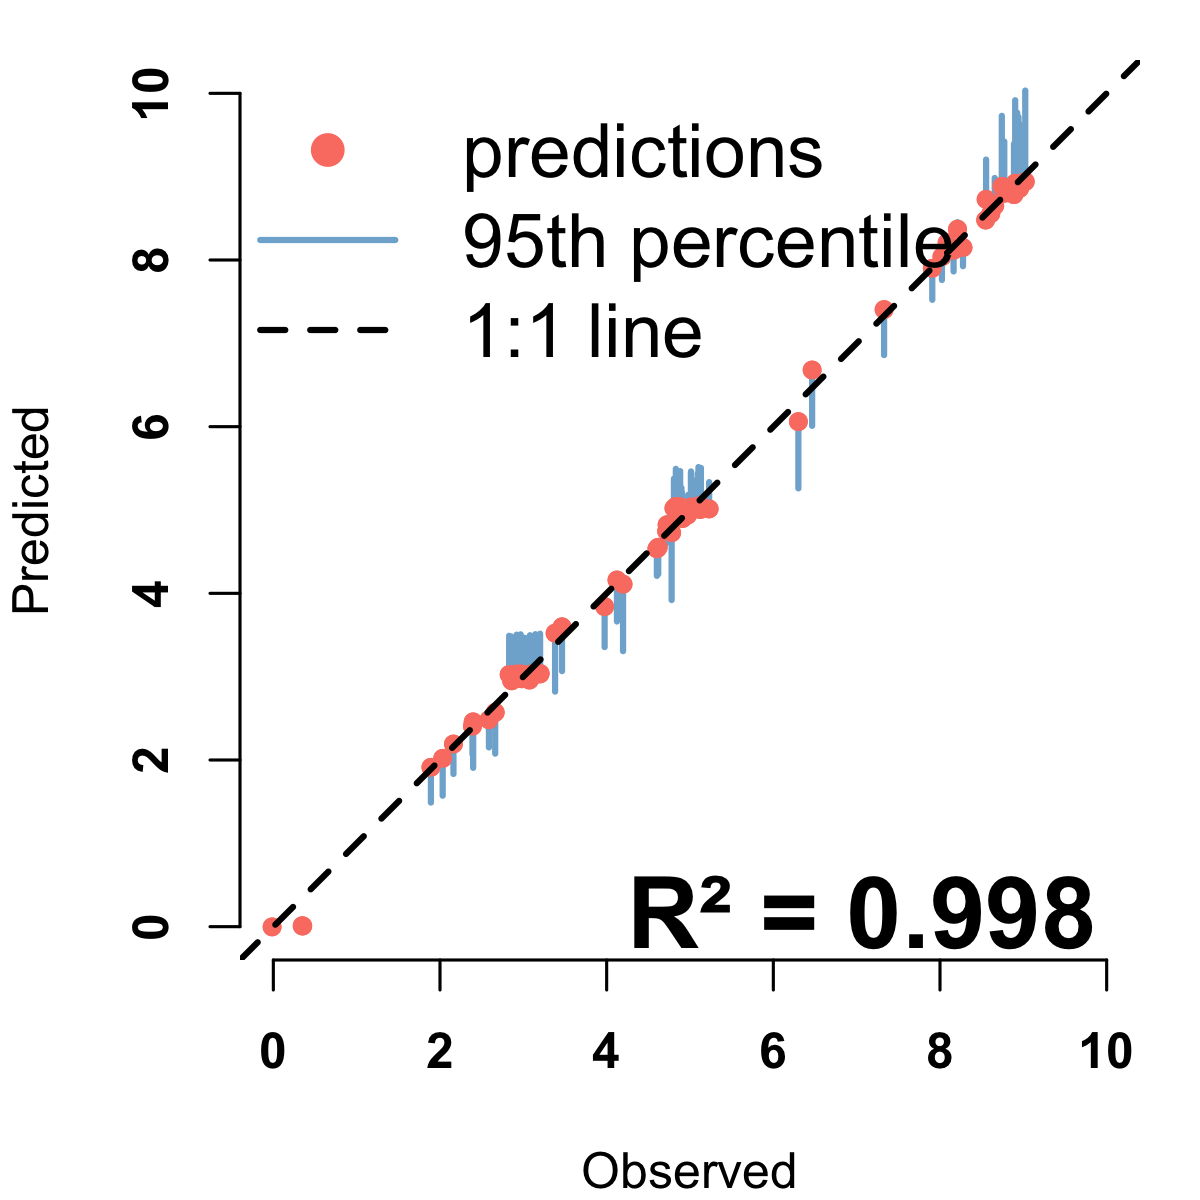 predictions
95th percentile
1:1 line
Predicted
10
8
6
4
2
0
R² = 0.998
0 2 4 6 8 10
Observed